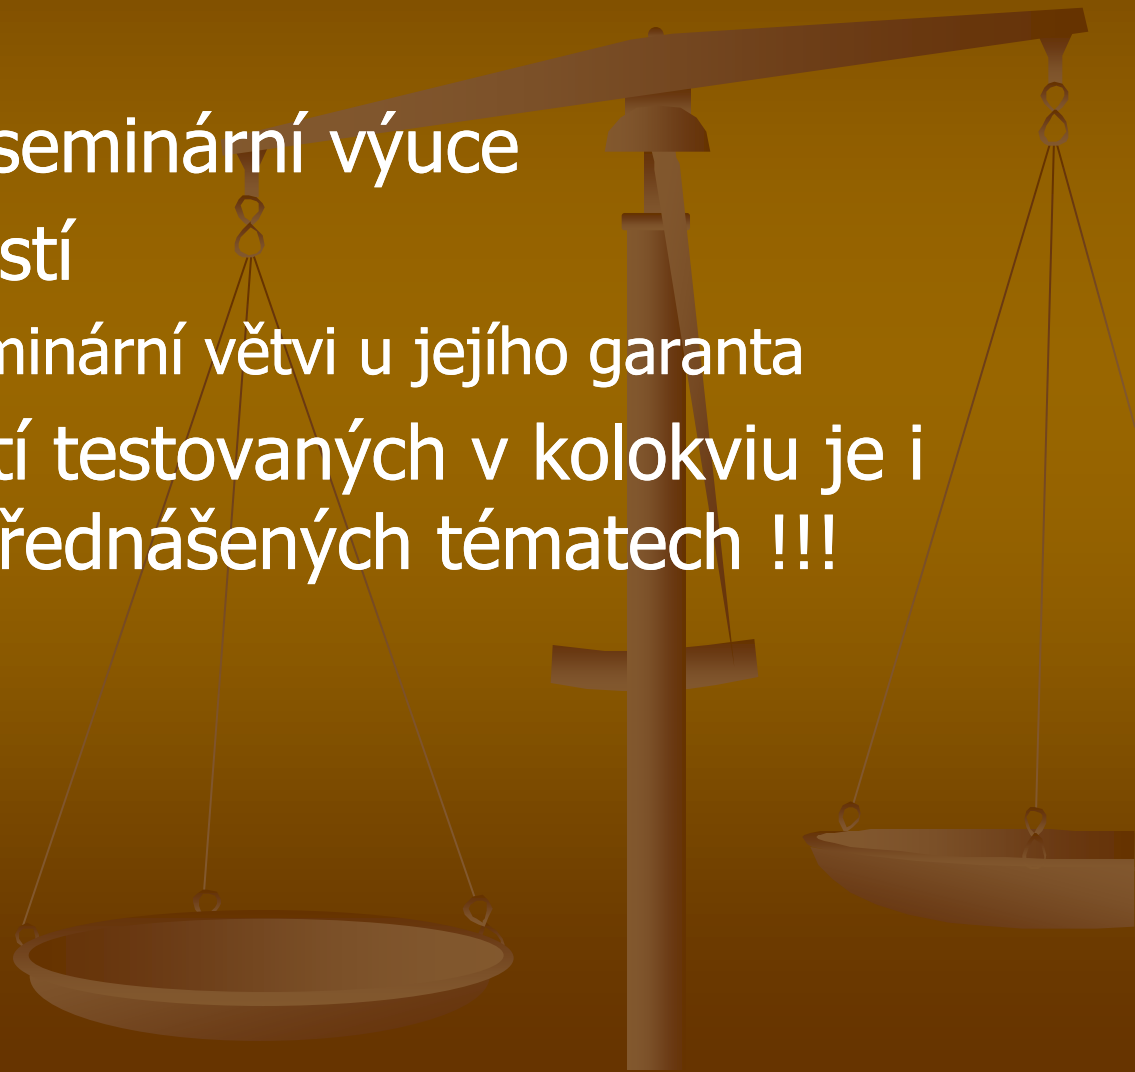 seminární výuce
stí
minární větvi u jejího garanta
tí testovaných v kolokviu je i
řednášených tématech !!!